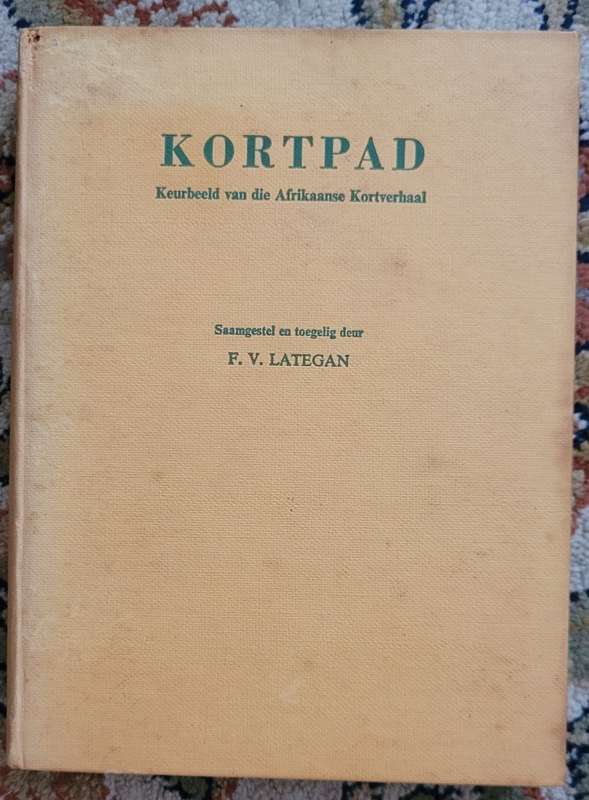 KORTPAD
Keurbeeld van die Afrikaanse Kortverhaal
Saamgestel en toegelig deur
F. V. LATEGAN